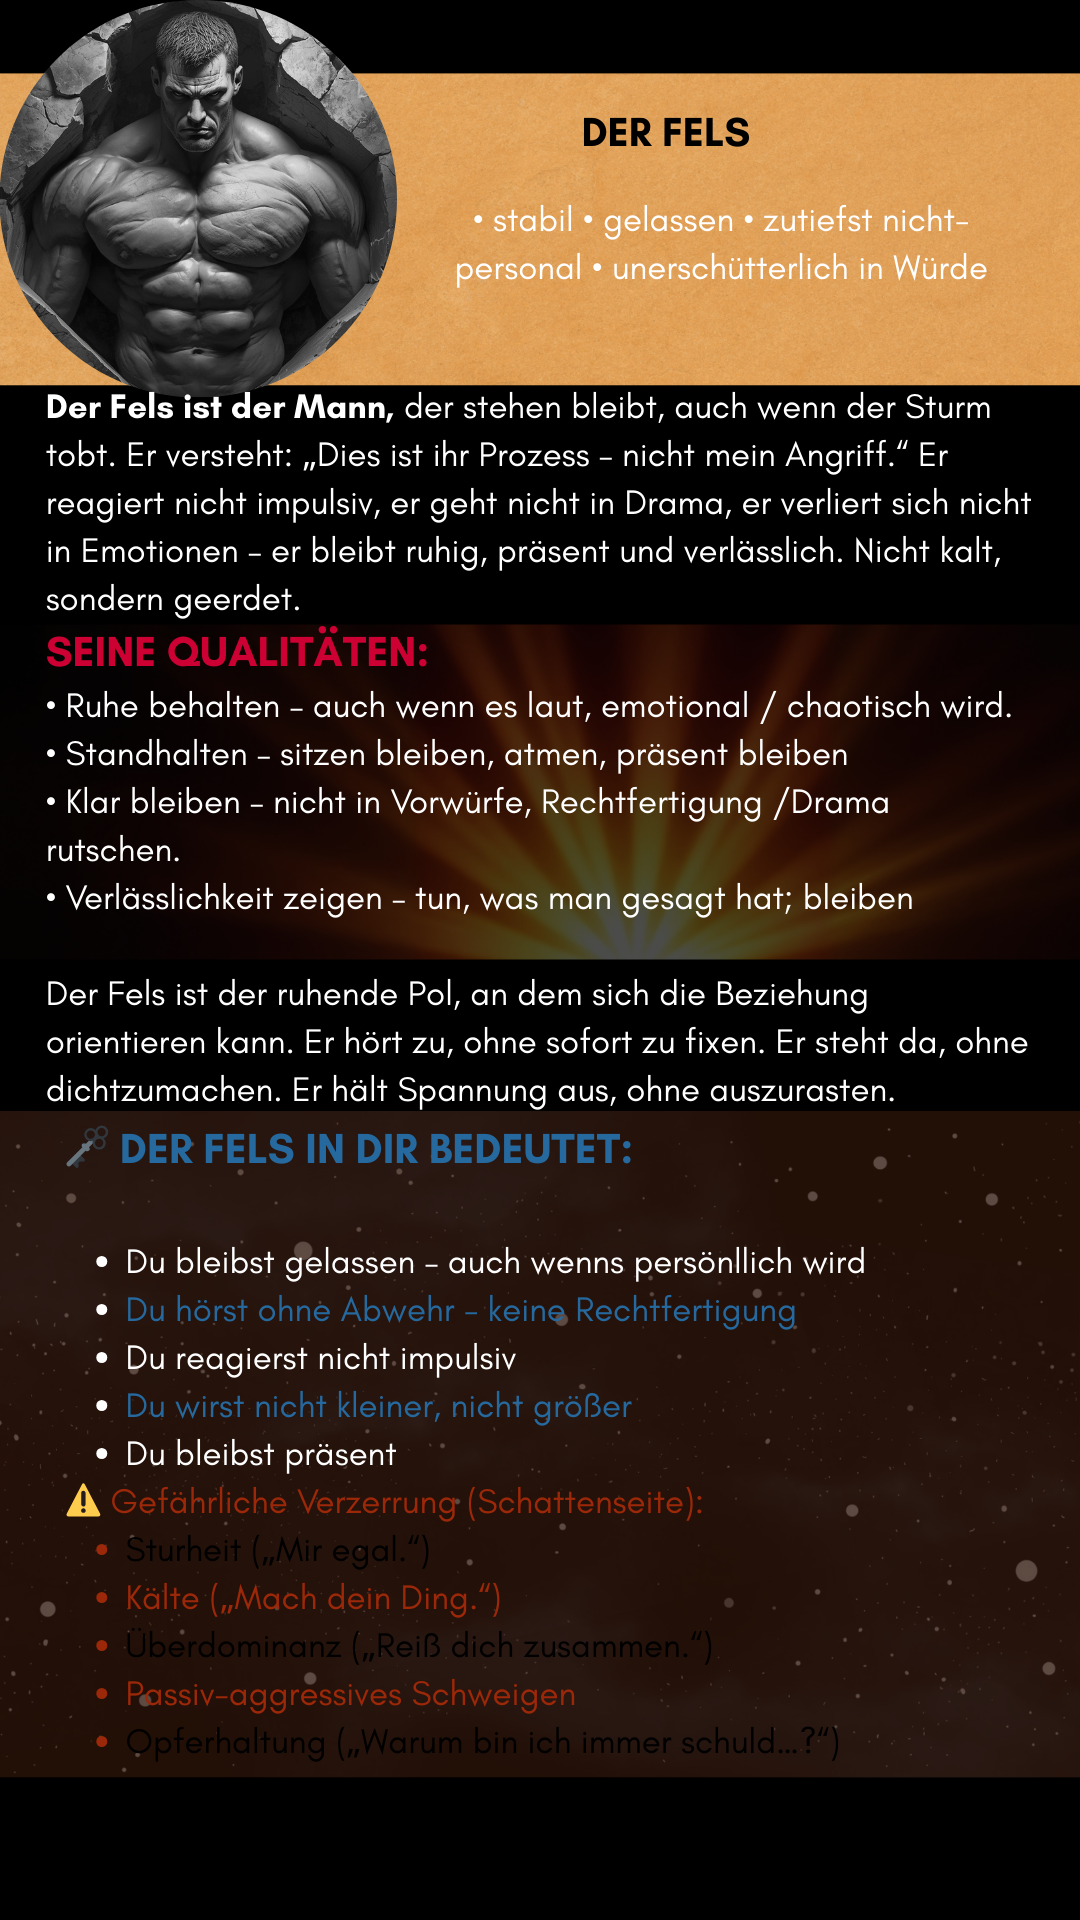 DER FELS
• stabil • gelassen • zutiefst nicht-
personal • unerschütterlich in Würde
Der Fels ist der Mann, der stehen bleibt, auch wenn der Sturm
tobt. Er versteht: „Dies ist ihr Prozess – nicht mein Angriff.“ Er
reagiert nicht impulsiv, er geht nicht in Drama, er verliert sich nicht
in Emotionen – er bleibt ruhig, präsent und verlässlich. Nicht kalt,
sondern geerdet.
SEINE QUALITÄTEN:
• Ruhe behalten – auch wenn es laut, emotional / chaotisch wird.
• Standhalten – sitzen bleiben, atmen, präsent bleiben
• Klar bleiben – nicht in Vorwürfe, Rechtfertigung /Drama
rutschen.
• Verlässlichkeit zeigen – tun, was man gesagt hat; bleiben
Der Fels ist der ruhende Pol, an dem sich die Beziehung
orientieren kann. Er hört zu, ohne sofort zu fixen. Er steht da, ohne
dichtzumachen. Er hält Spannung aus, ohne auszurasten.
🗝️ DER FELS IN DIR BEDEUTET:
• Du bleibst gelassen – auch wenns persönllich wird
• Du hörst ohne Abwehr – keine Rechtfertigung
• Du reagierst nicht impulsiv
• Du wirst nicht kleiner, nicht größer
• Du bleibst präsent
⚠️ Gefährliche Verzerrung (Schattenseite):
• Sturheit („Mir egal.“)
• Kälte („Mach dein Ding.“)
• Überdominanz („Reiß dich zusammen.“)
• Passiv-aggressives Schweigen
• Opferhaltung („Warum bin ich immer schuld…?“)